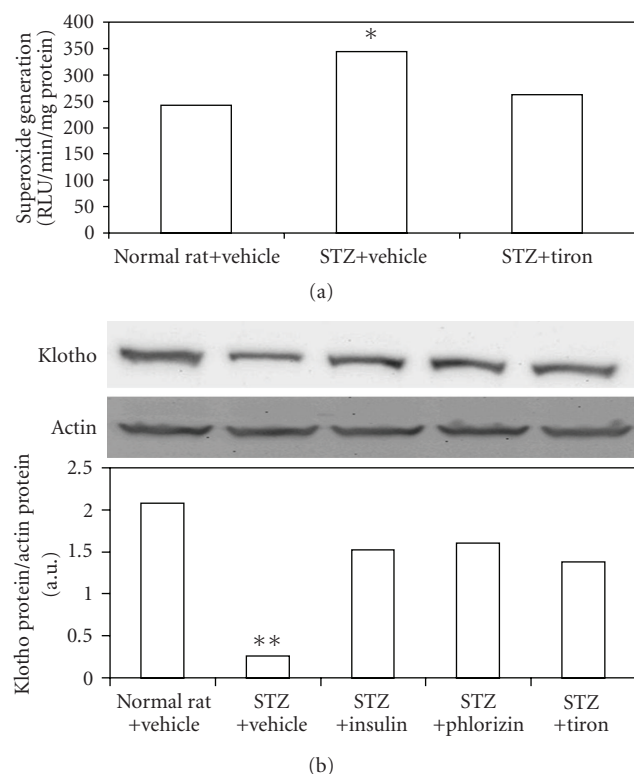 Superoxide generation
(RLU/min/mg protein)
400
350
300
250
200
150
100
50
0
*
Normal rat+vehicle STZ+vehicle STZ+tiron
(a)
Klotho
Actin
Klotho protein/actin protein
(a.u.)
2.5
2
1.5
1
0.5
0
**
Normal rat
+vehicle
STZ
+vehicle
STZ
+insulin
STZ
+phlorizin
STZ
+tiron
(b)